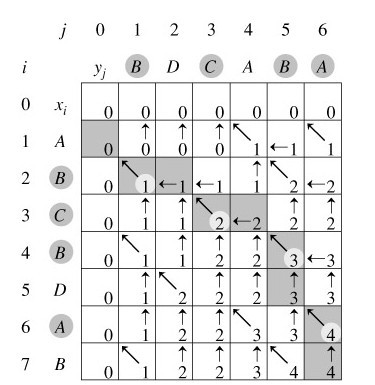 j 0 1 2 3 4 5 6
i y_j B D C A B A
0 x_i 0 0 0 0 0 0 0
1 A 0 ↑0 ↑0 ↑0 ↖1 ←1 ↖1
2 B 0 ↖1 ←1 ←1 ↑1 ↖2 ←2
3 C 0 ↑1 ↑1 ↖2 ←2 ↑2 ↑2
4 B 0 ↖1 ↑1 ↑2 ↑2 ↖3 ←3
5 D 0 ↑1 ↖2 ↑2 ↑2 ↑3 ↑3
6 A 0 ↑1 ↑2 ↑2 ↖3 ↑3 ↖4
7 B 0 ↖1 ↑2 ↑2 ↑3 ↖4 ↑4